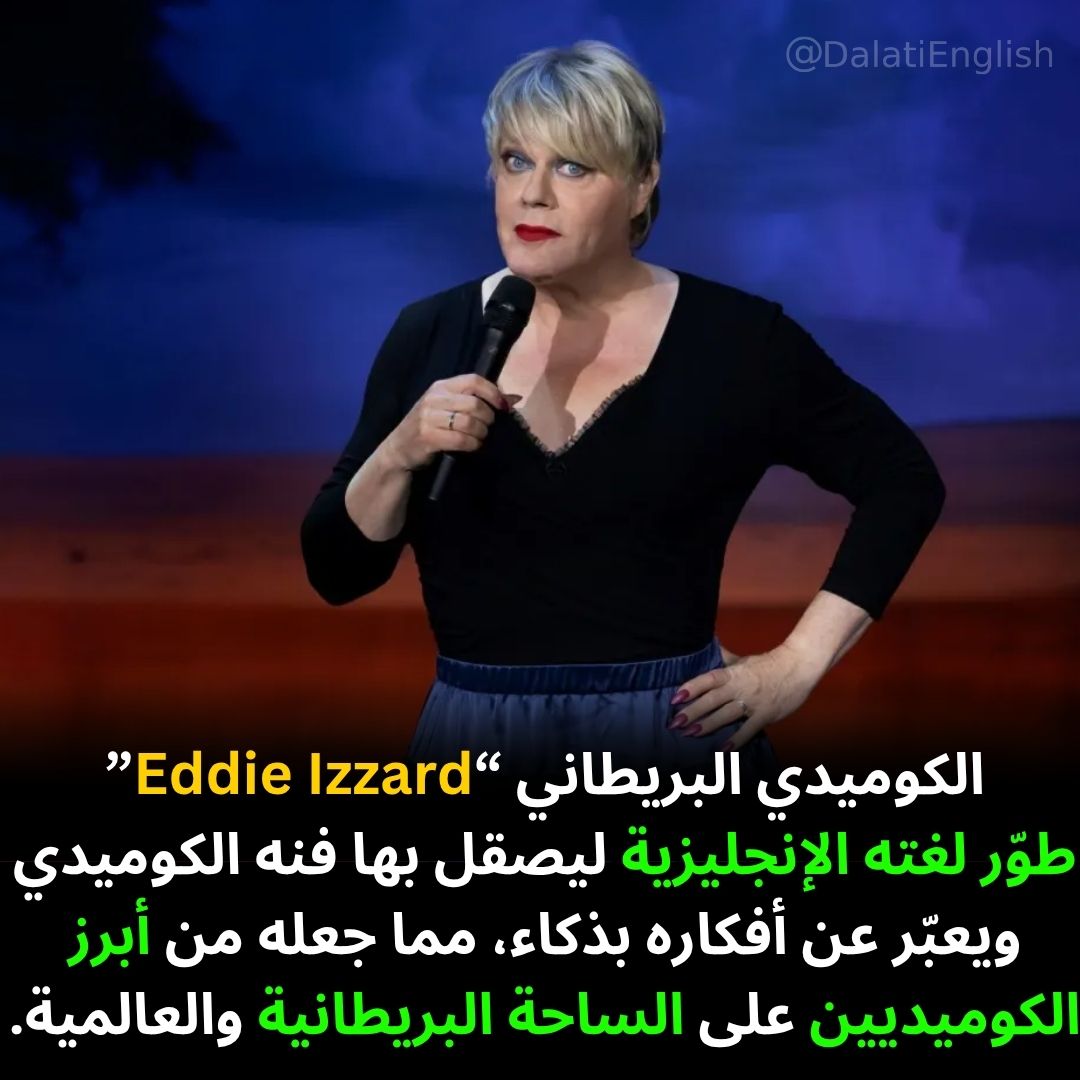 @DalatiEnglish
الكوميدي البريطاني “Eddie Izzard”
طوّر لغته الإنجليزية ليصقل بها فنه الكوميدي
ويعبّر عن أفكاره بذكاء، مما جعله من أبرز
الكوميديين على الساحة البريطانية والعالمية.